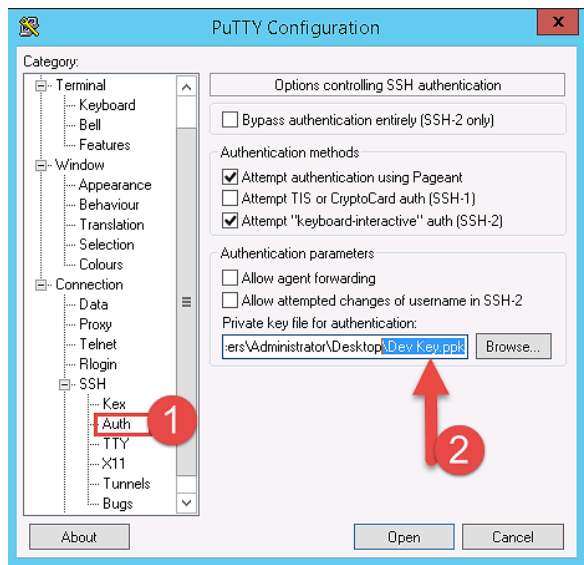 PuTTY Configuration
x
Category:
Terminal
Keyboard
Bell
Features
Window
Appearance
Behaviour
Translation
Selection
Colours
Connection
Data
Proxy
Telnet
Rlogin
SSH
Kex
Auth
TTY
X11
Tunnels
Bugs
1
Options controlling SSH authentication
Bypass authentication entirely (SSH-2 only)
Authentication methods
Attempt authentication using Pageant
Attempt TIS or CryptoCard auth (SSH-1)
Attempt "keyboard-interactive" auth (SSH-2)
Authentication parameters
Allow agent forwarding
Allow attempted changes of username in SSH-2
Private key file for authentication:
:ers\Administrator\Desktop\Dev Key.ppk
Browse...
2
About
Open
Cancel